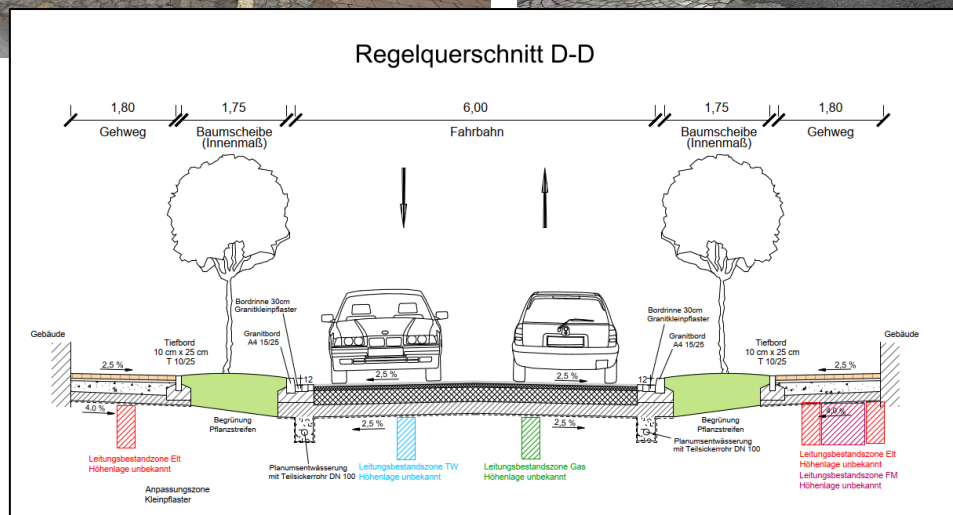 Regelquerschnitt D-D
1,80
1,75
6,00
1,75
1,80
Gehweg
Baumscheibe
(Innenmaß)
Fahrbahn
Baumscheibe
(Innenmaß)
Gehweg
Bordrinne 30cm
Granitkleinpflaster
Bordrinne 30cm
Granitkleinpflaster
Gebäude
Tiefbord
10 cm x 25 cm
T 10/25
Granitbord
A4 15/25
Granitbord
A4 15/25
Tiefbord
10 cm x 25 cm
T 10/25
Gebäude
2,5 %
12
2,5 %
2,5 %
12
2,5 %
4,0 %
2,5 %
2,5 %
4,0 %
Begrünung
Pflanzstreifen
Begrünung
Pflanzstreifen
Leitungsbestandzone Elt
Höhenlage unbekannt
Planumsentwässerung
mit Teilsickerrohr DN 100
Leitungsbestandszone TW
Höhenlage unbekannt
Leitungsbestandszone Gas
Höhenlage unbekannt
Planumsentwässerung
mit Teilsickerrohr DN 100
Leitungsbestandszone Elt
Höhenlage unbekannt
Leitungsbestandszone FM
Höhenlage unbekannt
Anpassungszone
Kleinpflaster